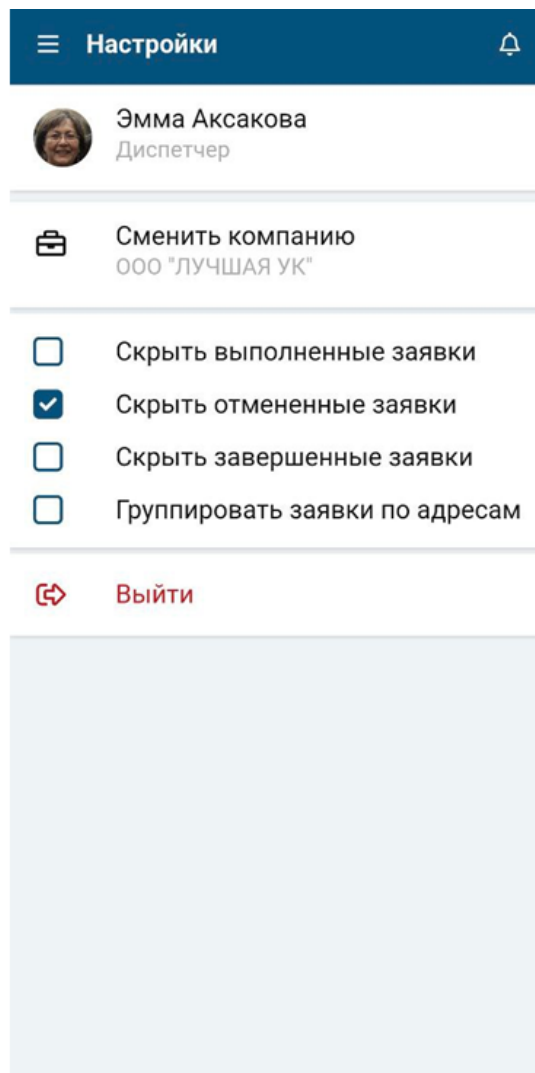 Настройки
Эмма Аксакова
Диспетчер
Сменить компанию
ООО "ЛУЧШАЯ УК"
Скрыть выполненные заявки
Скрыть отмененные заявки
Скрыть завершенные заявки
Группировать заявки по адресам
Выйти